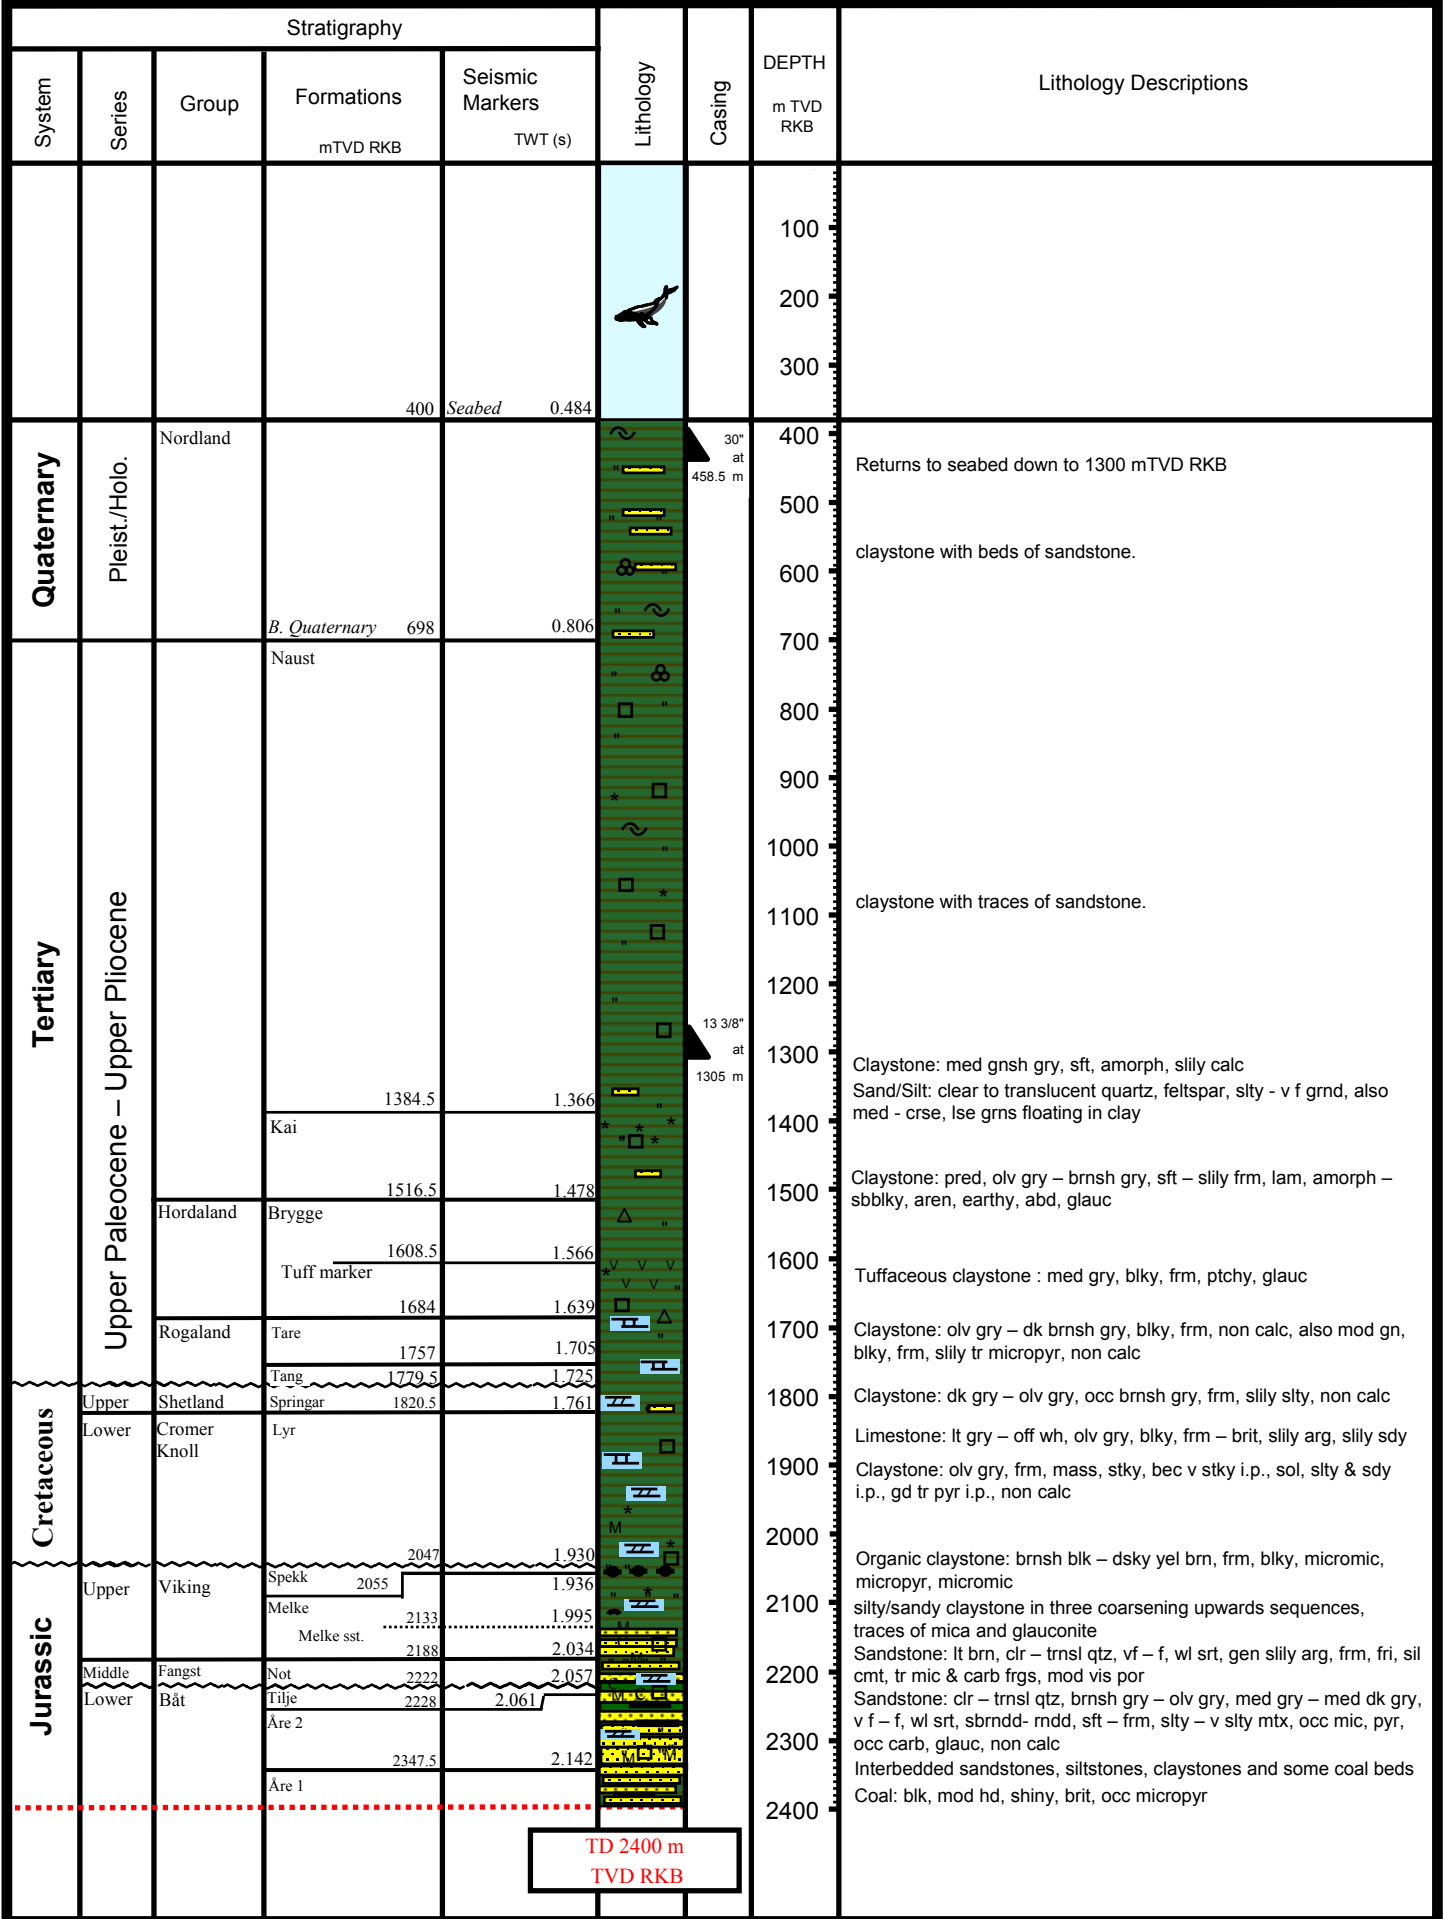 Stratigraphy
System
Series
Group
Formations
mTVD RKB
Seismic
Markers
TWT (s)
Lithology
Casing
DEPTH
m TVD
RKB
Lithology Descriptions
100
200
300
400 Seabed 0.484
Quaternary
Pleist./Holo.
Nordland
B. Quaternary 698 0.806
30"
at
458.5 m
400
500
600
700
Returns to seabed down to 1300 mTVD RKB
claystone with beds of sandstone.
Tertiary
Upper Paleocene – Upper Pliocene
Naust
1384.5 1.366
Kai
1516.5 1.478
Hordaland Brygge
1608.5 1.566
Tuff marker
1684 1.639
Rogaland Tare
1757 1.705
Tang 1779.5 1.725
13 3/8"
at
1305 m
800
900
1000
1100
1200
1300
1400
1500
1600
1700
claystone with traces of sandstone.
Claystone: med gnsh gry, sft, amorph, slily calc
Sand/Silt: clear to translucent quartz, feltspar, slty - v f grnd, also
med - crse, lse grns floating in clay
Claystone: pred, olv gry – brnsh gry, sft – slily frm, lam, amorph –
sbblky, aren, earthy, abd, glauc
V V V
V V
Tuffaceous claystone : med gry, blky, frm, ptchy, glauc
Claystone: olv gry – dk brnsh gry, blky, frm, non calc, also mod gn,
blky, frm, slily tr micropyr, non calc
Cretaceous
Upper Shetland Springar 1820.5 1.761
Lower Cromer
Knoll
Lyr
2047 1.930
M
1800
1900
2000
Claystone: dk gry – olv gry, occ brnsh gry, frm, slily slty, non calc
Limestone: lt gry – off wh, olv gry, blky, frm – brit, slily arg, slily sdy
Claystone: olv gry, frm, mass, stky, bec v stky i.p., sol, slty & sdy
i.p., gd tr pyr i.p., non calc
Jurassic
Upper Viking
Spekk 2055 1.936
Melke
2133 1.995
Melke sst.
2188 2.034
Middle Fangst Not 2222 2.057
Lower Båt Tilje 2228 2.061
Åre 2
2347.5 2.142
Åre 1
M
M C
M M
2100
2200
2300
2400
Organic claystone: brnsh blk – dsky yel brn, frm, blky, micromic,
micropyr, micromic
silty/sandy claystone in three coarsening upwards sequences,
traces of mica and glauconite
Sandstone: lt brn, clr – trnsl qtz, vf – f, wl srt, gen slily arg, frm, fri, sil
cmt, tr mic & carb frgs, mod vis por
Sandstone: clr – trnsl qtz, brnsh gry – olv gry, med gry – med dk gry,
v f – f, wl srt, sbrndd- rndd, sft – frm, slty – v slty mtx, occ mic, pyr,
occ carb, glauc, non calc
Interbedded sandstones, siltstones, claystones and some coal beds
Coal: blk, mod hd, shiny, brit, occ micropyr
TD 2400 m
TVD RKB